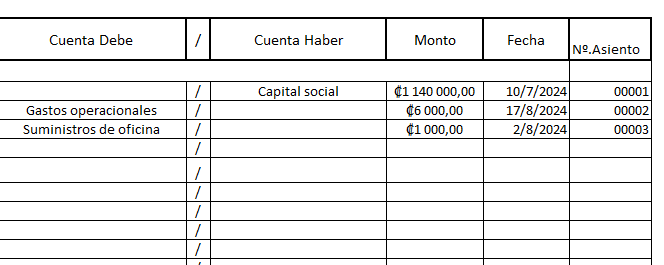 Cuenta Debe / Cuenta Haber Monto Fecha Nº.Asiento
/ Capital social ₡1 140 000,00 10/7/2024 00001
Gastos operacionales / ₡6 000,00 17/8/2024 00002
Suministros de oficina / ₡1 000,00 2/8/2024 00003
/
/
/
/
/
/
/